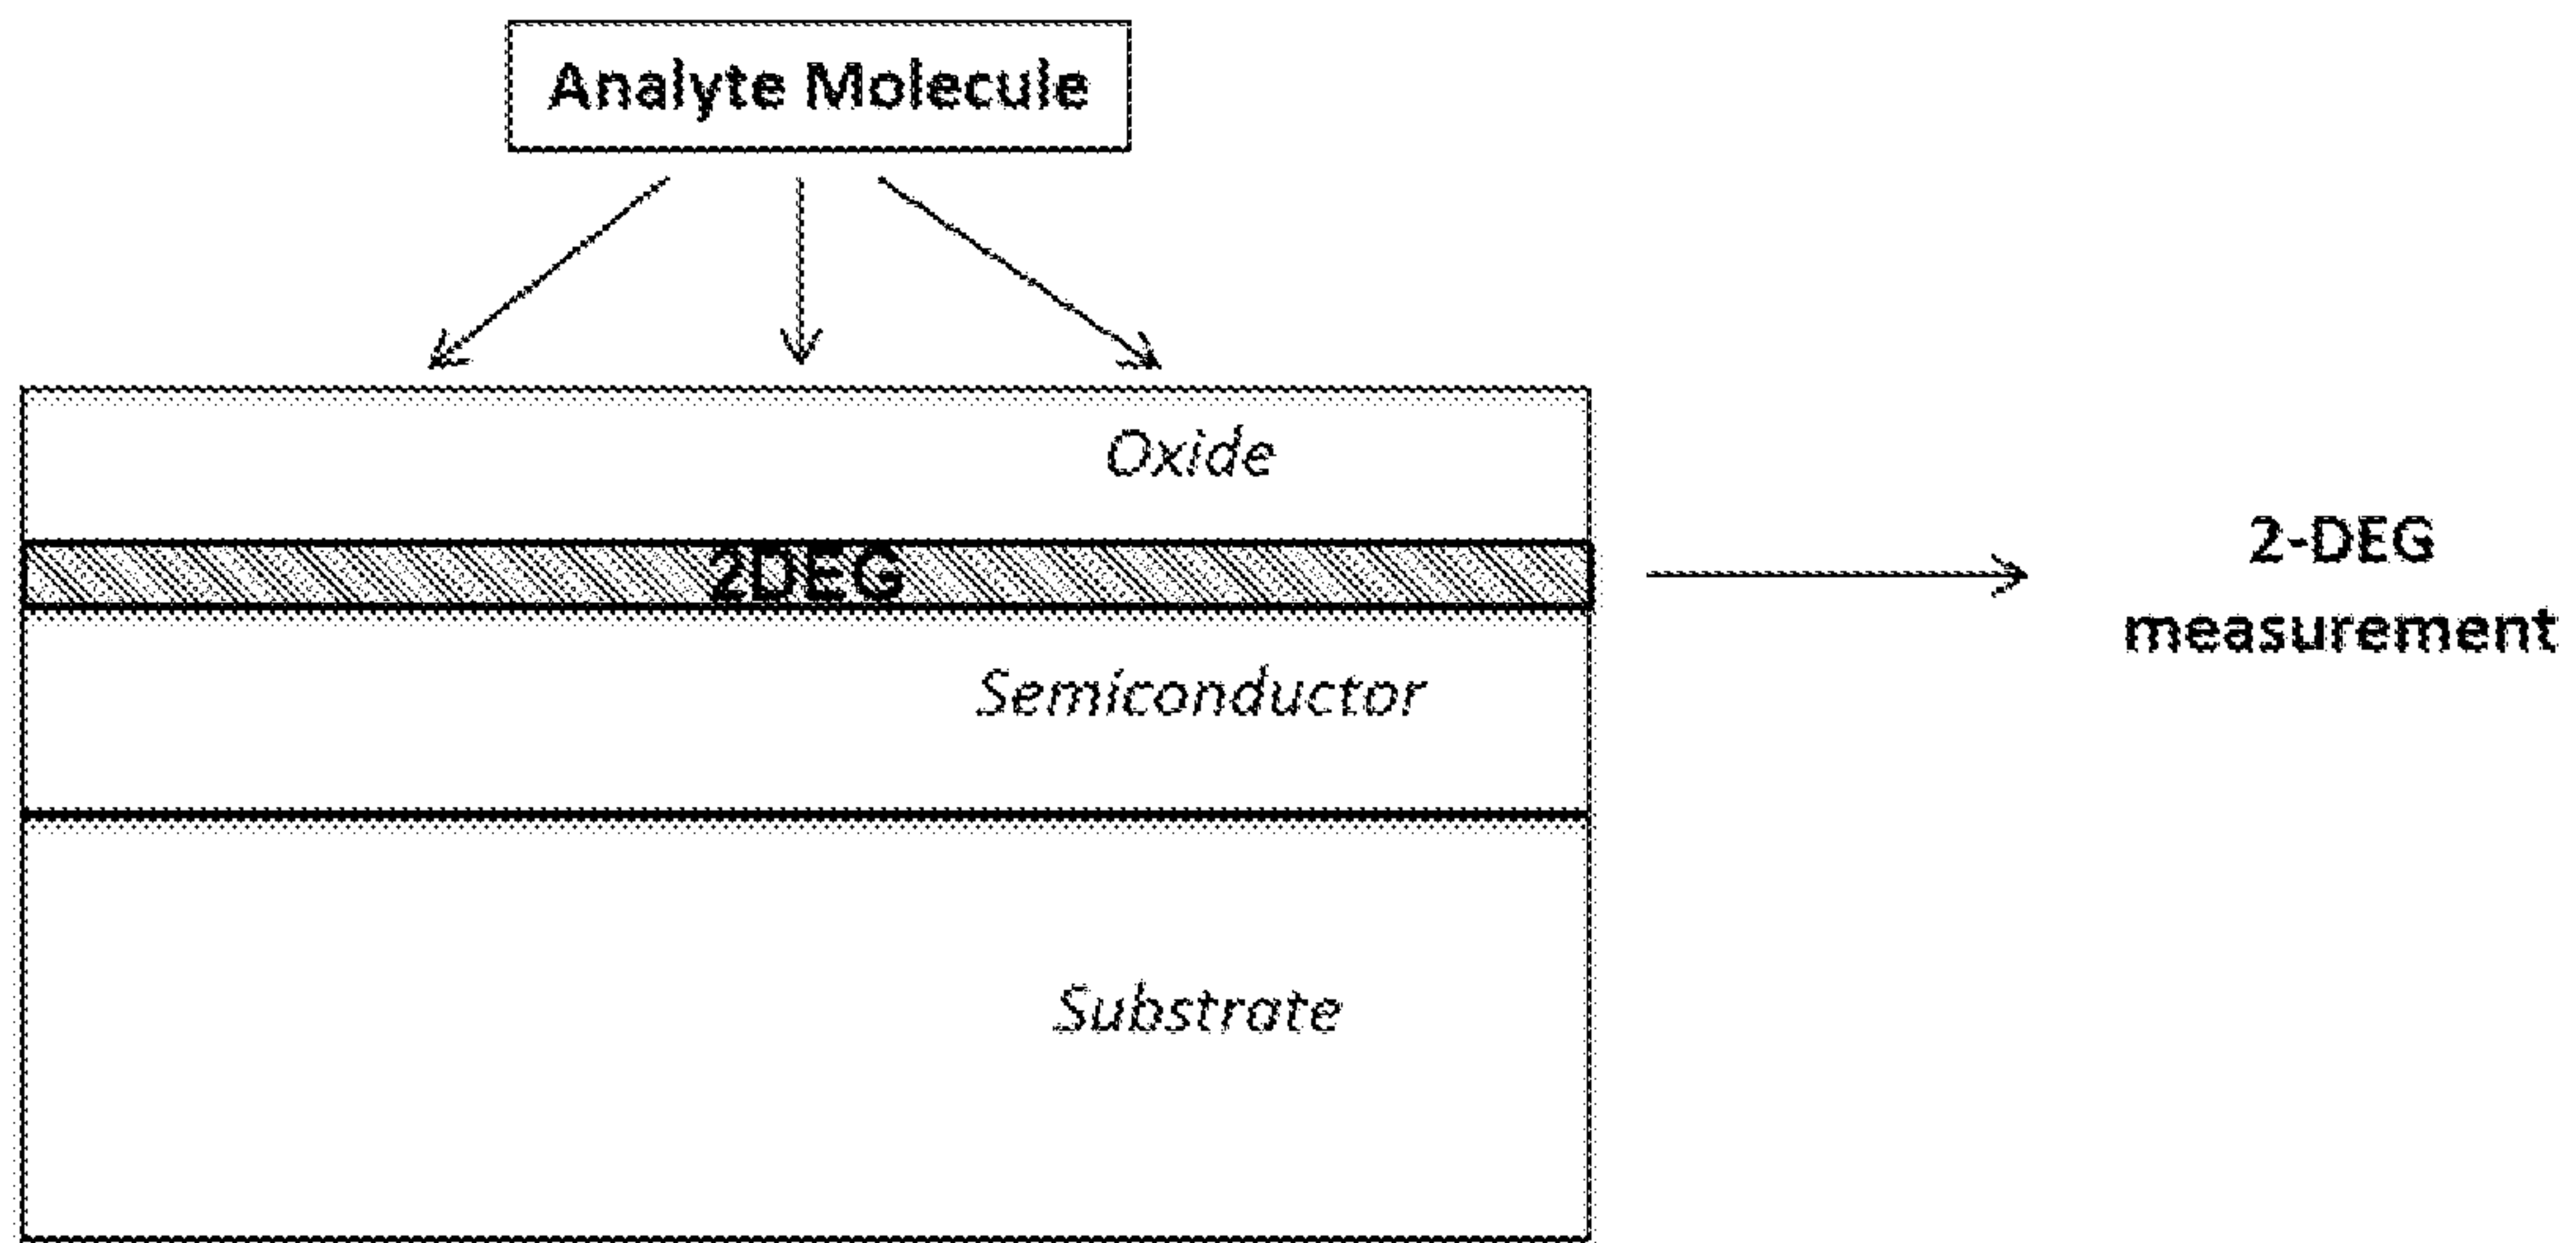 Analyte Molecule
Oxide
2DEG
2-DEG
measurement
Semiconductor
Substrate